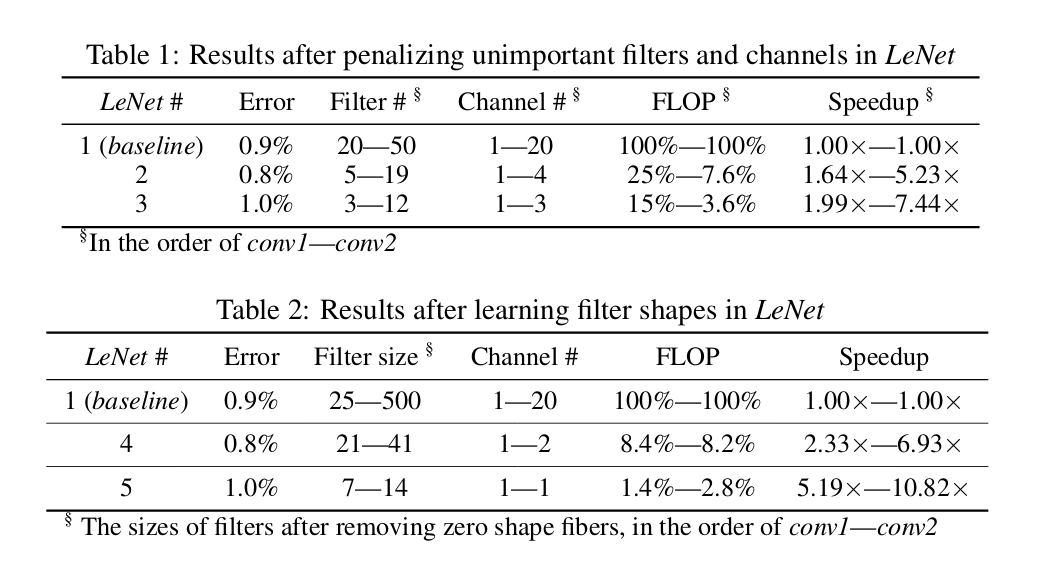 Table 1: Results after penalizing unimportant filters and channels in LeNet
LeNet # Error Filter # § Channel # § FLOP § Speedup §
1 (baseline) 0.9% 20—50 1—20 100%—100% 1.00×—1.00×
2 0.8% 5—19 1—4 25%—7.6% 1.64×—5.23×
3 1.0% 3—12 1—3 15%—3.6% 1.99×—7.44×
§In the order of conv1—conv2
Table 2: Results after learning filter shapes in LeNet
LeNet # Error Filter size § Channel # FLOP Speedup
1 (baseline) 0.9% 25—500 1—20 100%—100% 1.00×—1.00×
4 0.8% 21—41 1—2 8.4%—8.2% 2.33×—6.93×
5 1.0% 7—14 1—1 1.4%—2.8% 5.19×—10.82×
§ The sizes of filters after removing zero shape fibers, in the order of conv1—conv2